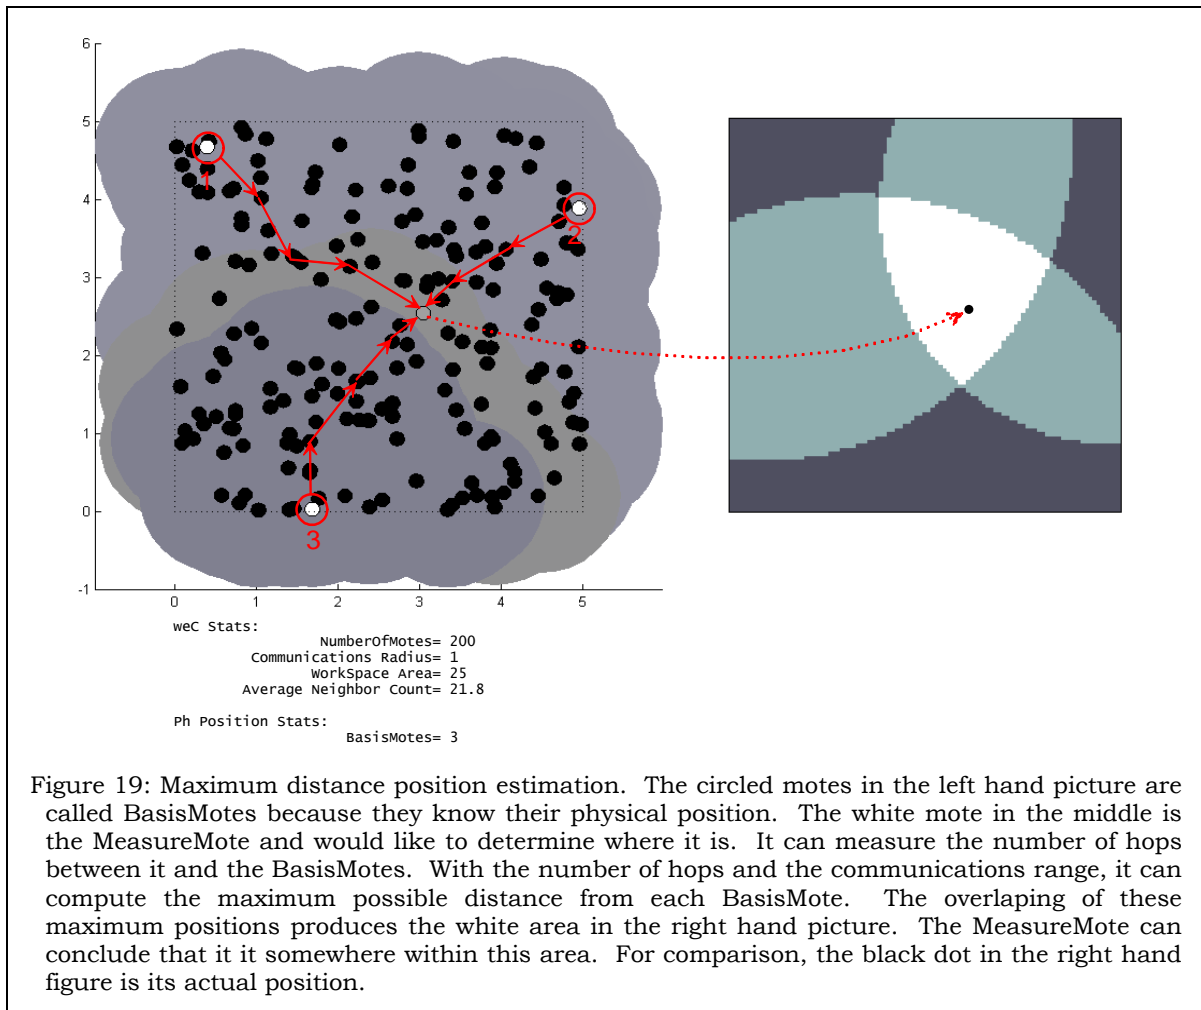 6
5
4
3
2
1
0
-1
0 1 2 3 4 5
1
2
3
weC Stats:
NumberOfMotes= 200
Communications Radius= 1
WorkSpace Area= 25
Average Neighbor Count= 21.8
Ph Position Stats:
BasisMotes= 3
Figure 19: Maximum distance position estimation. The circled motes in the left hand picture are
called BasisMotes because they know their physical position. The white mote in the middle is
the MeasureMote and would like to determine where it is. It can measure the number of hops
between it and the BasisMotes. With the number of hops and the communications range, it can
compute the maximum possible distance from each BasisMote. The overlaping of these
maximum positions produces the white area in the right hand picture. The MeasureMote can
conclude that it it somewhere within this area. For comparison, the black dot in the right hand
figure is its actual position.